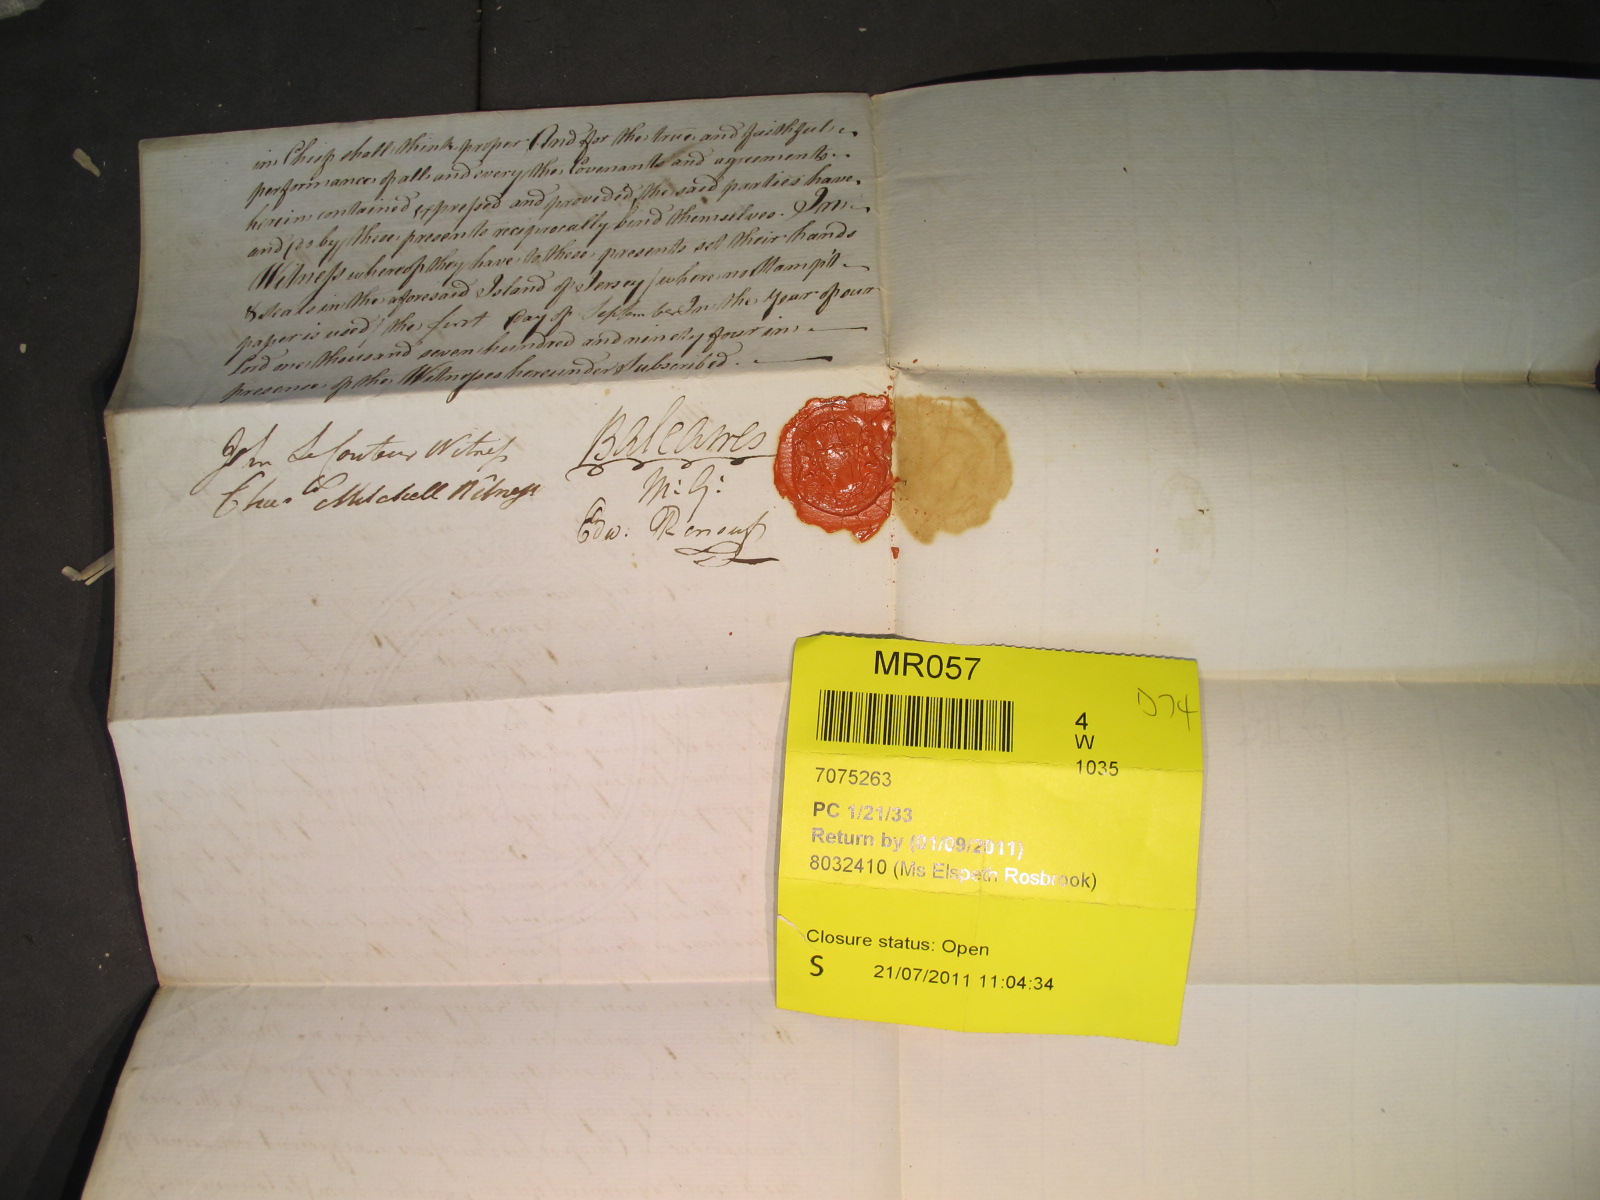 in Chief shall think proper And for the true and faithful
performance of all and every the Covenants and agreements
herein contained expressed and provided, the said parties have
and do by these presents reciprocally bind themselves. In
Witness whereof they have to these presents set their hands
& seals in the aforesaid Island of Jersey (where no Stamp't
paper is used) the first Day of September In the Year of our
Lord one thousand seven hundred and ninety four in
presence of the Witnesses hereunder Subscribed.
John Le Couteur Witness
Balcarres
M: G:
Mitchell Witness
Edw: Renouf
MR057
D74
4
W
1035
7075263
PC 1/21/33
Return by (01/09/2011)
8032410 (Ms Elspeth Rosbrook)
Closure status: Open
S 21/07/2011 11:04:34